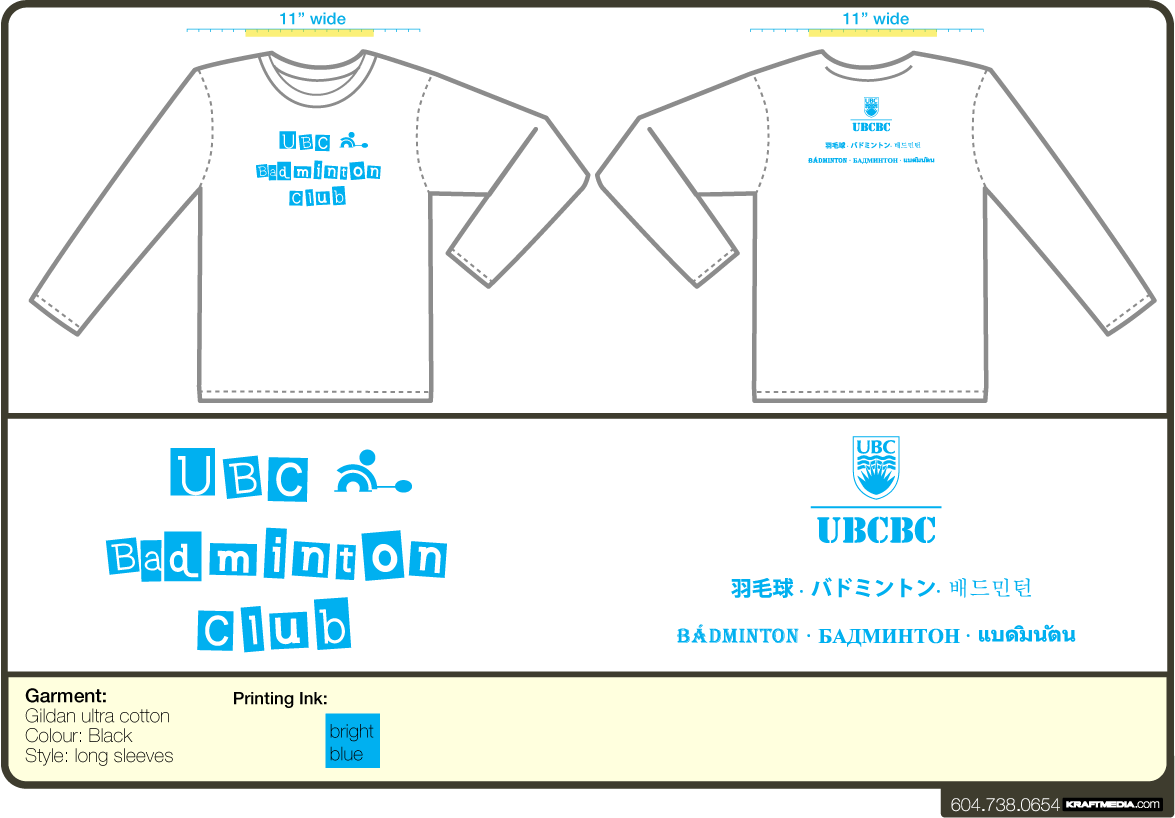 11” wide
11” wide
UBC
Badminton
Club
UBC
UBCBC
羽毛球 · バドミントン · 배드민턴
BÁDMINTON · БАДМИНТОН · แบดมินตัน
UBC
Badminton
Club
UBC
UBCBC
羽毛球 · バドミントン · 배드민턴
BÁDMINTON · БАДМИНТОН · แบดมินตัน
Garment:
Gildan ultra cotton
Colour: Black
Style: long sleeves
Printing Ink:
bright
blue
604.738.0654 KRAFTMEDIA.com